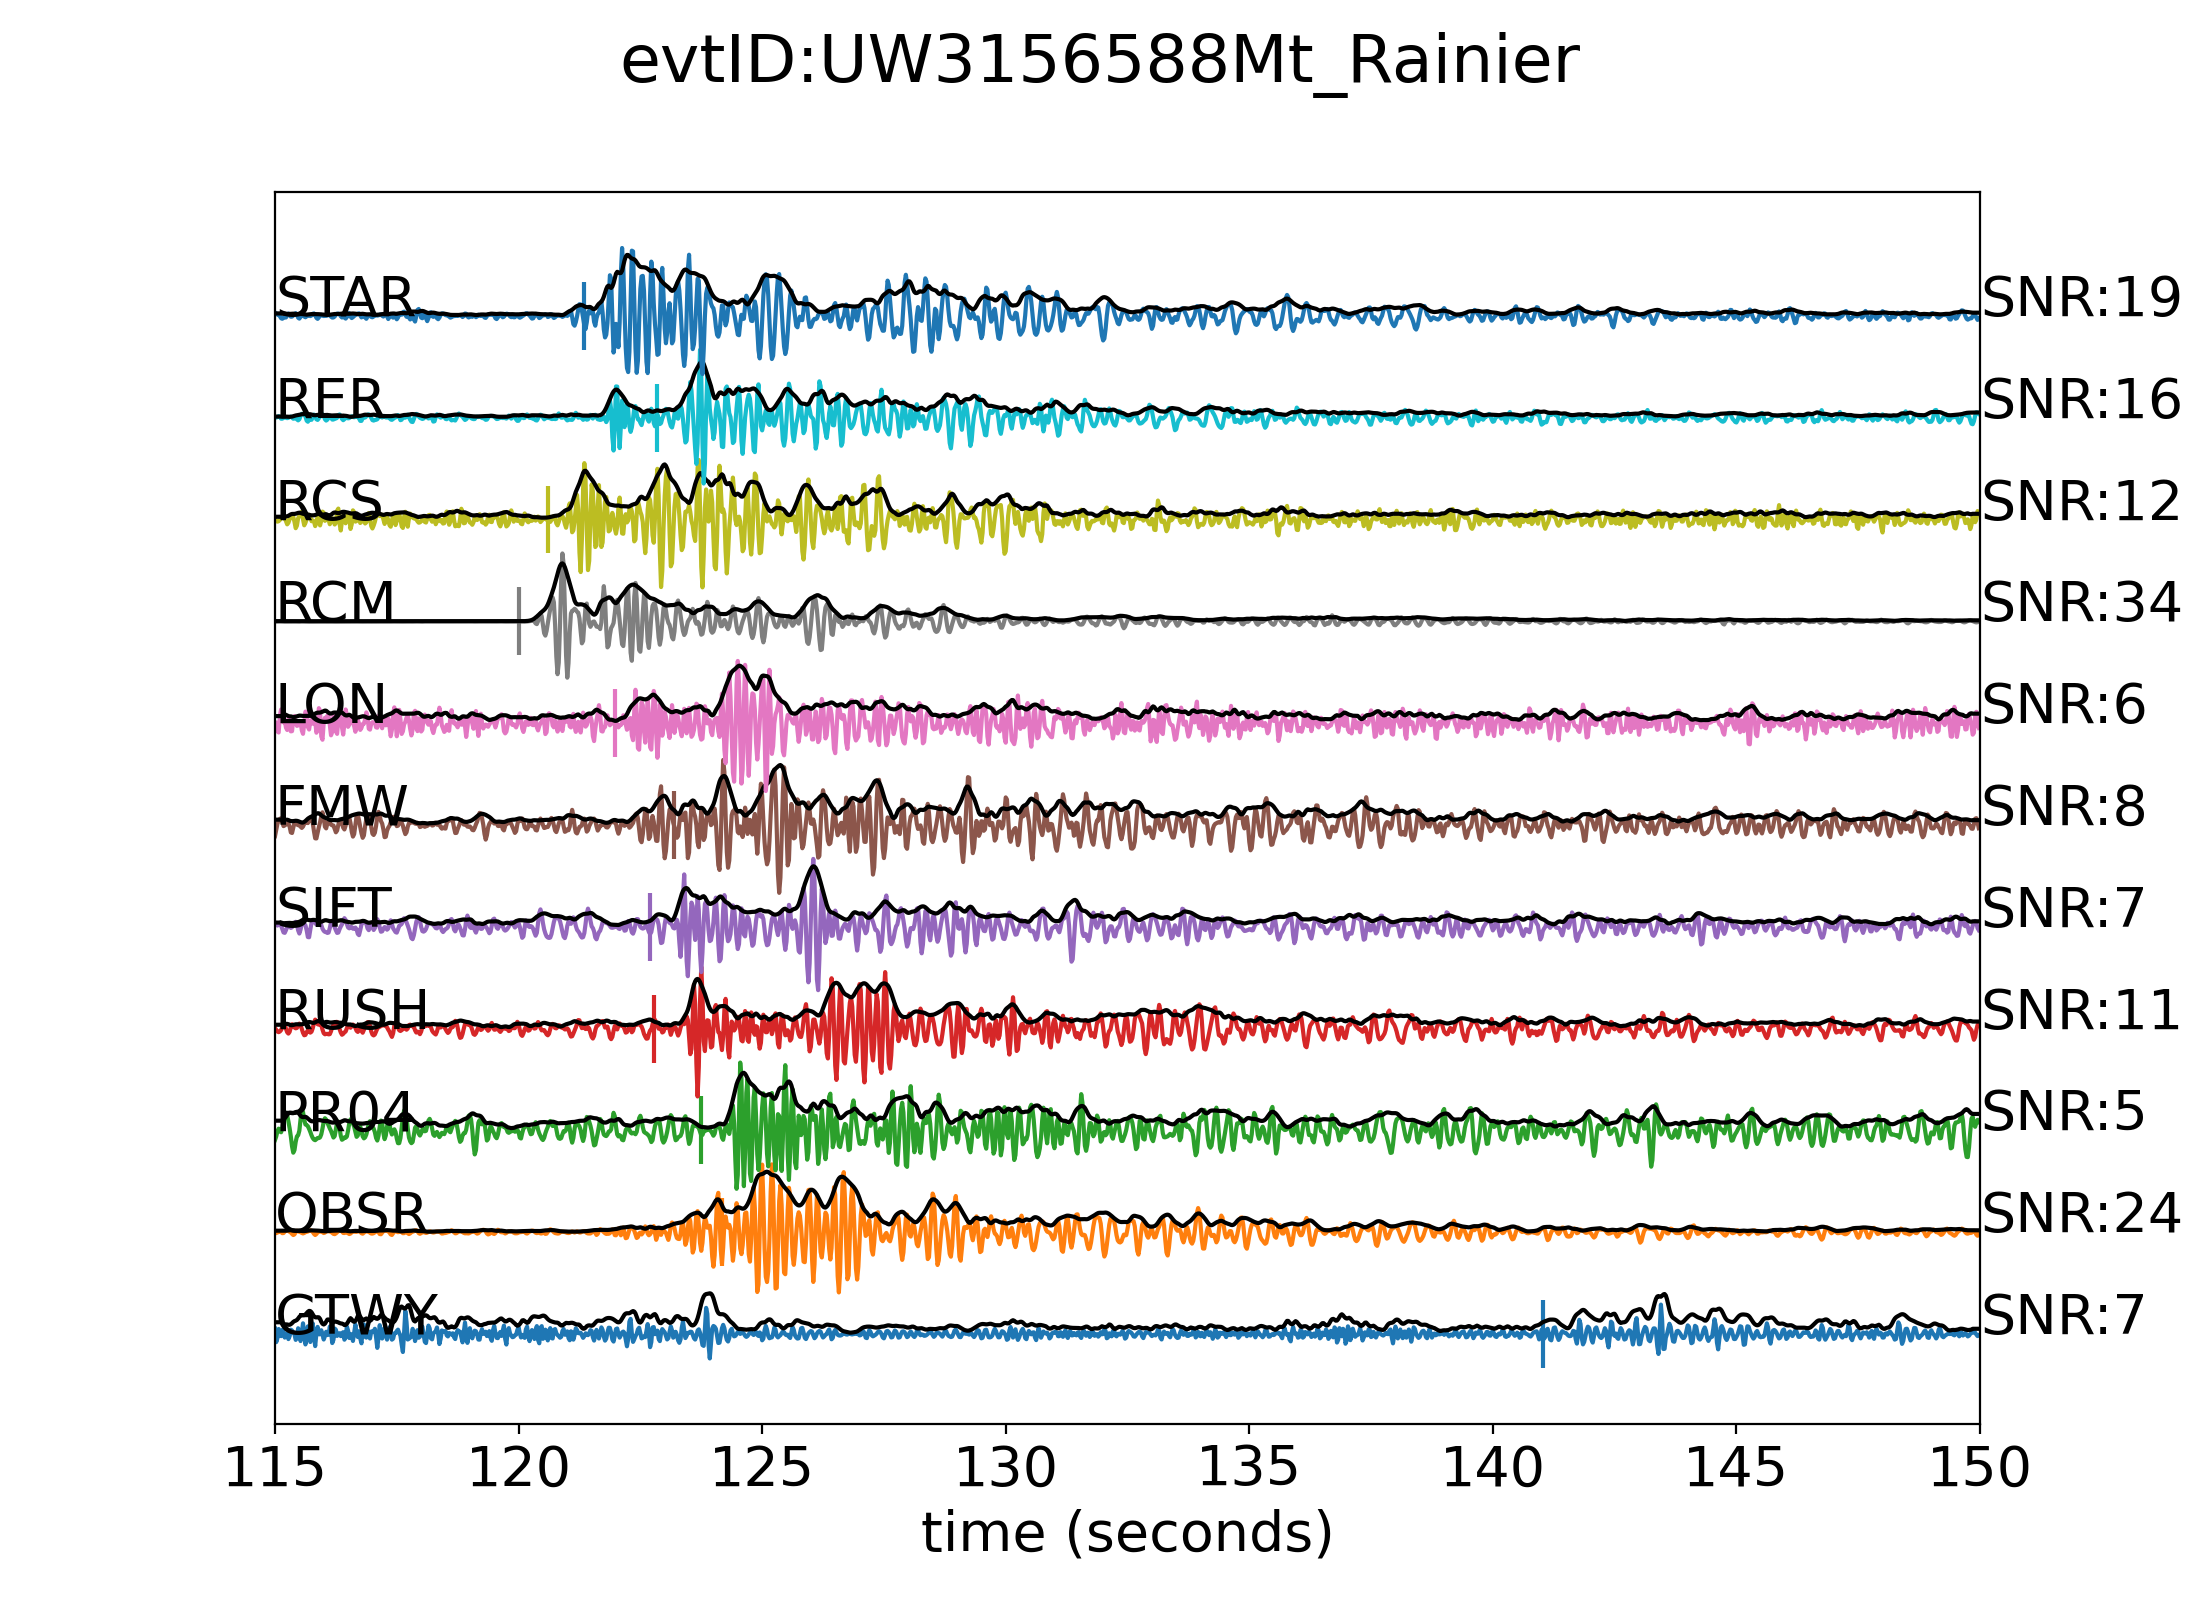 evtID:UW3156588Mt_Rainier
STAR SNR:19
RER SNR:16
RCS SNR:12
RCM SNR:34
LON SNR:6
FMW SNR:8
SIFT SNR:7
RUSH SNR:11
PR04 SNR:5
OBSR SNR:24
GTWY SNR:7
115 120 125 130 135 140 145 150
time (seconds)